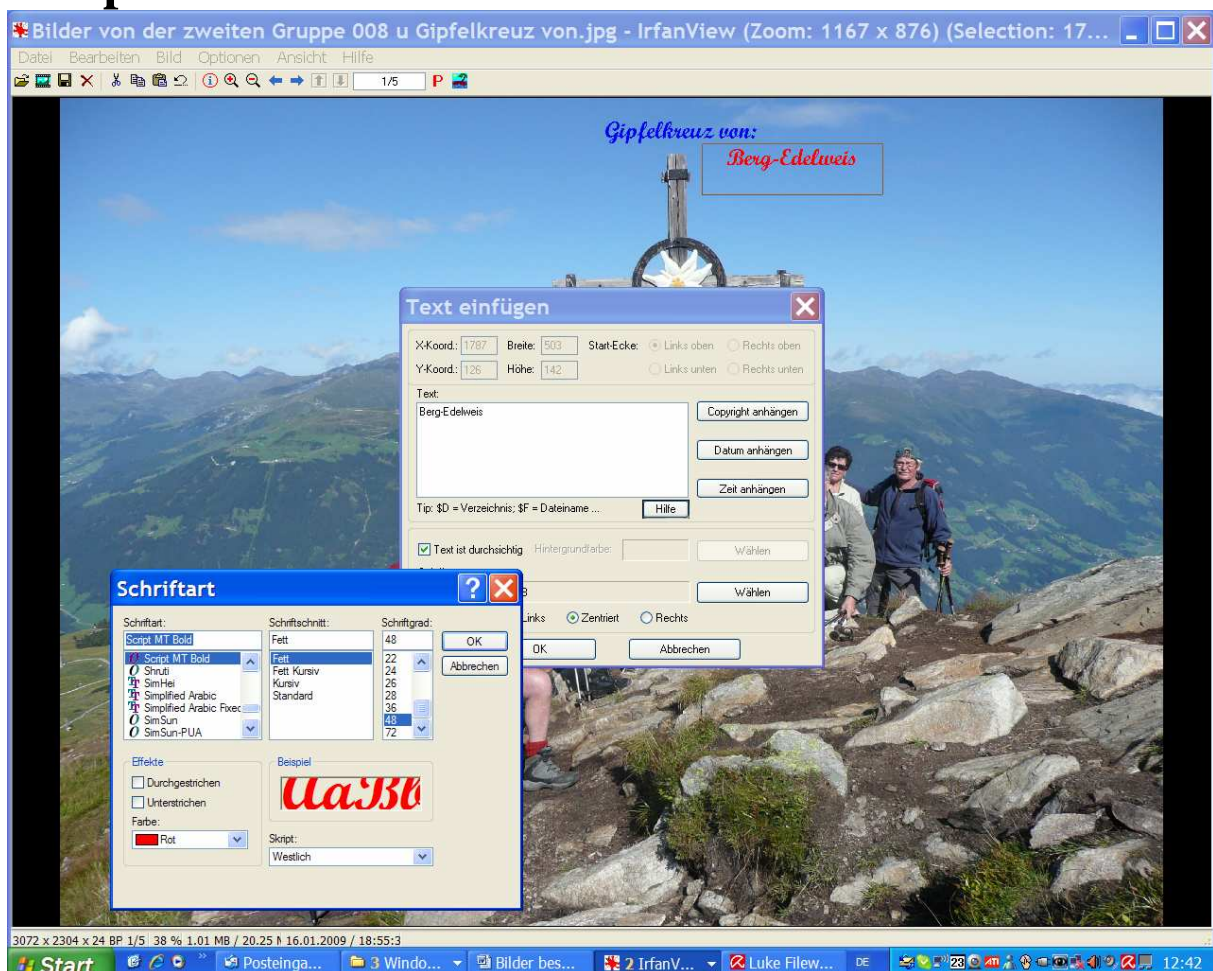 Bilder von der zweiten Gruppe 008 u Gipfelkreuz von.jpg - IrfanView (Zoom: 1167 x 876) (Selection: 17...
Datei Bearbeiten Bild Optionen Ansicht Hilfe
1/5 P
Gipfelkreuz von:
Berg-Edelweis
Text einfügen
X-Koord.: 1787 Breite: 503 Start-Ecke: Links oben Rechts oben
Y-Koord.: 126 Höhe: 142 Links unten Rechts unten
Text:
Berg-Edelweis
Copyright anhängen
Datum anhängen
Zeit anhängen
Tip: $D = Verzeichnis; $F = Dateiname ... Hilfe
Text ist durchsichtig Hintergrundfarbe: Wählen
Wählen
Links Zentriert Rechts
OK Abbrechen
Schriftart
Schriftart: Schriftschnitt: Schriftgrad:
Script MT Bold Fett 48 OK
Script MT Bold Fett 22 Abbrechen
Shruti Fett Kursiv 24
SimHei Kursiv 26
Simplified Arabic Standard 28
Simplified Arabic Fixed 36
SimSun 48
SimSun-PUA 72
Effekte Beispiel
Durchgestrichen
Unterstrichen
AaBb
Farbe:
Rot
Skript:
Westlich
3072 x 2304 x 24 BP 1/5 38 % 1.01 MB / 20.25 M 16.01.2009 / 18:55:3
Start Posteinga... 3 Windo... Bilder bes... 2 IrfanV... Luke Filew... DE 23 12:42